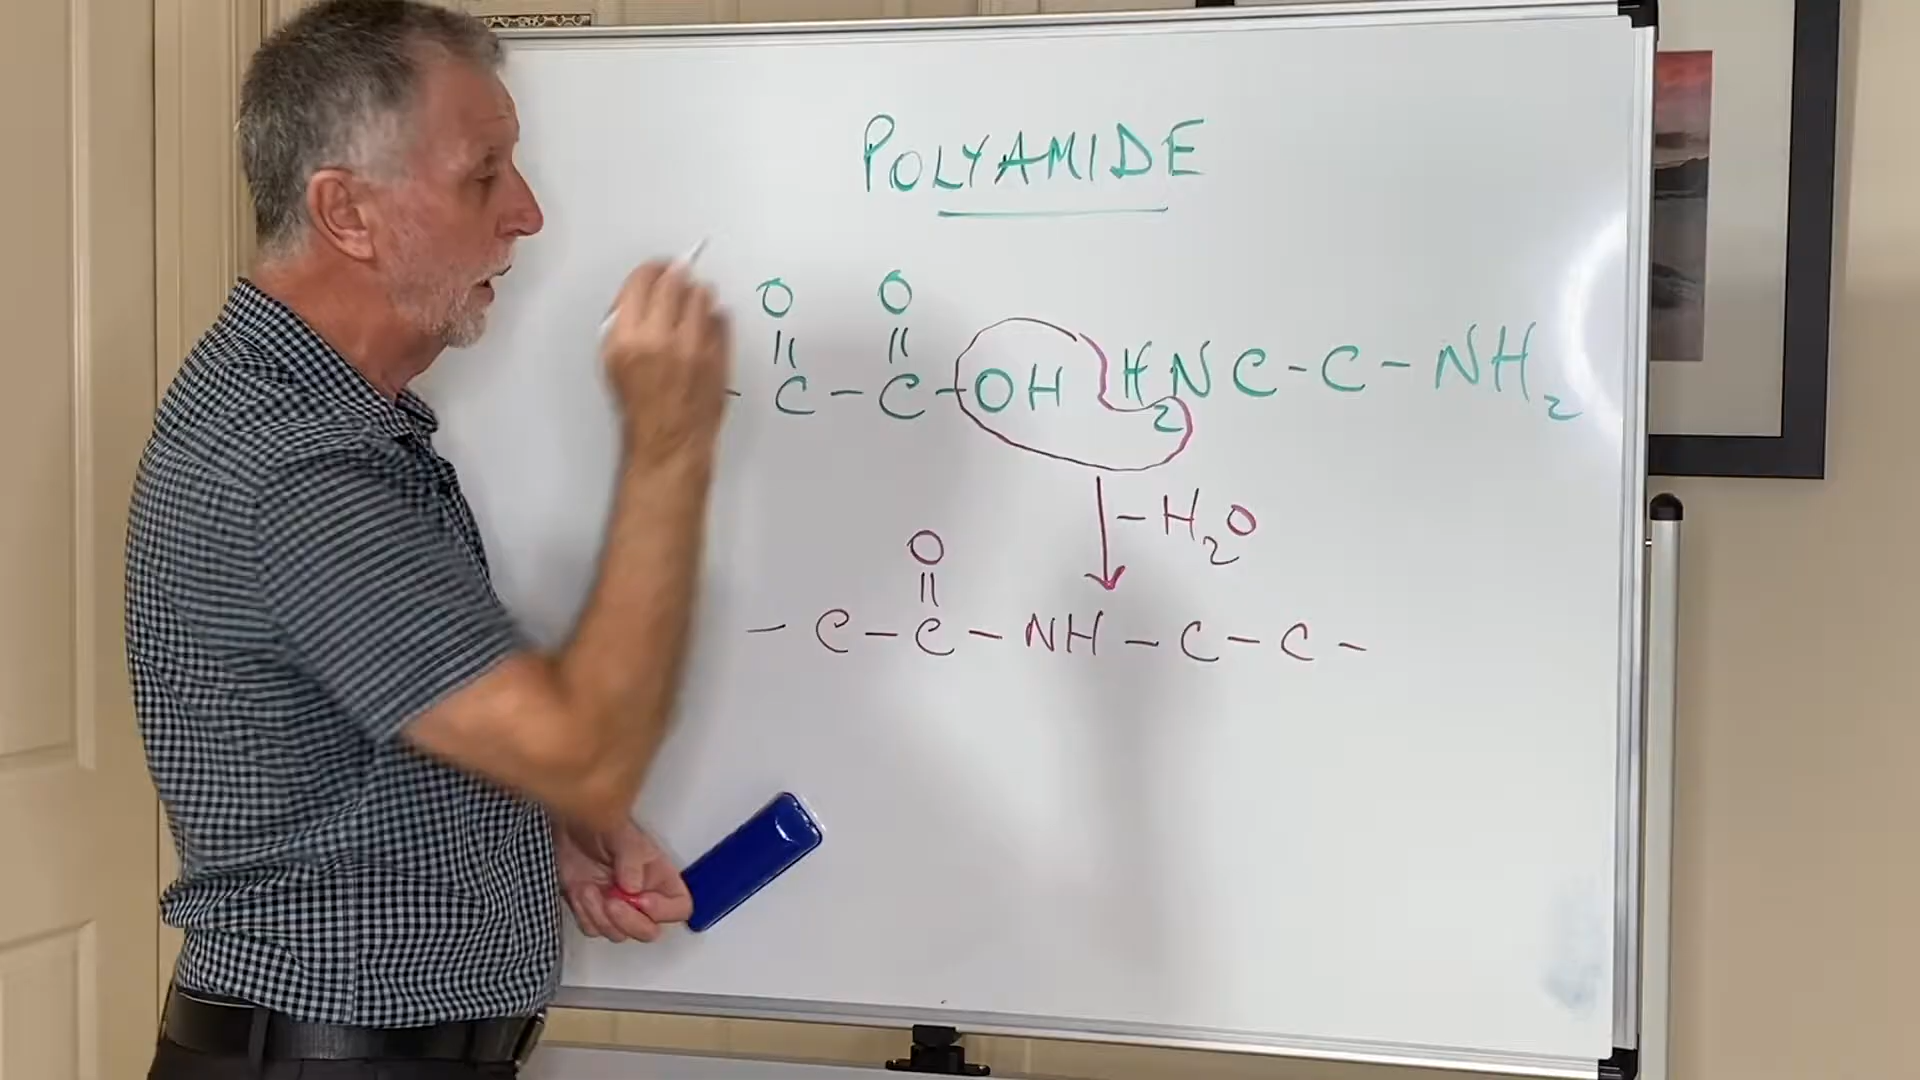 POLYAMIDE
O O
|| ||
- C - C - OH H₂N C - C - NH₂
- H₂O
O
||
- C - C - NH - C - C -